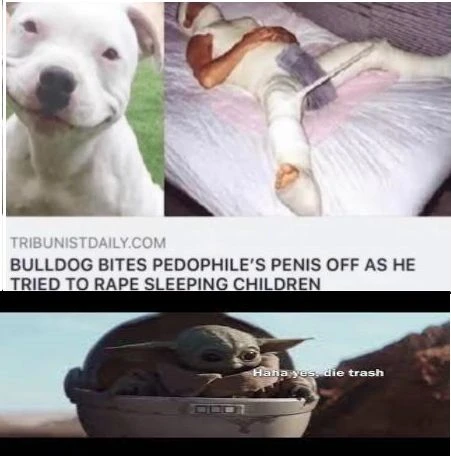 TRIBUNISTDAILY.COM
BULLDOG BITES PEDOPHILE'S PENIS OFF AS HE
TRIED TO RAPE SLEEPING CHILDREN
Haha yes, die trash